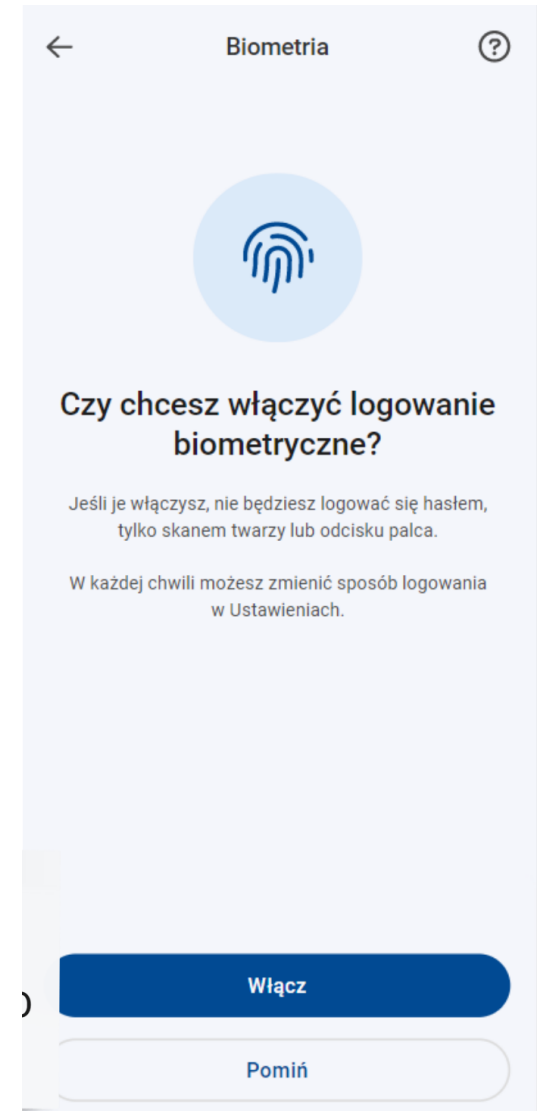 Biometria
Czy chcesz włączyć logowanie
biometryczne?
Jeśli je włączysz, nie będziesz logować się hasłem,
tylko skanem twarzy lub odcisku palca.
W każdej chwili możesz zmienić sposób logowania
w Ustawieniach.
Włącz
Pomiń